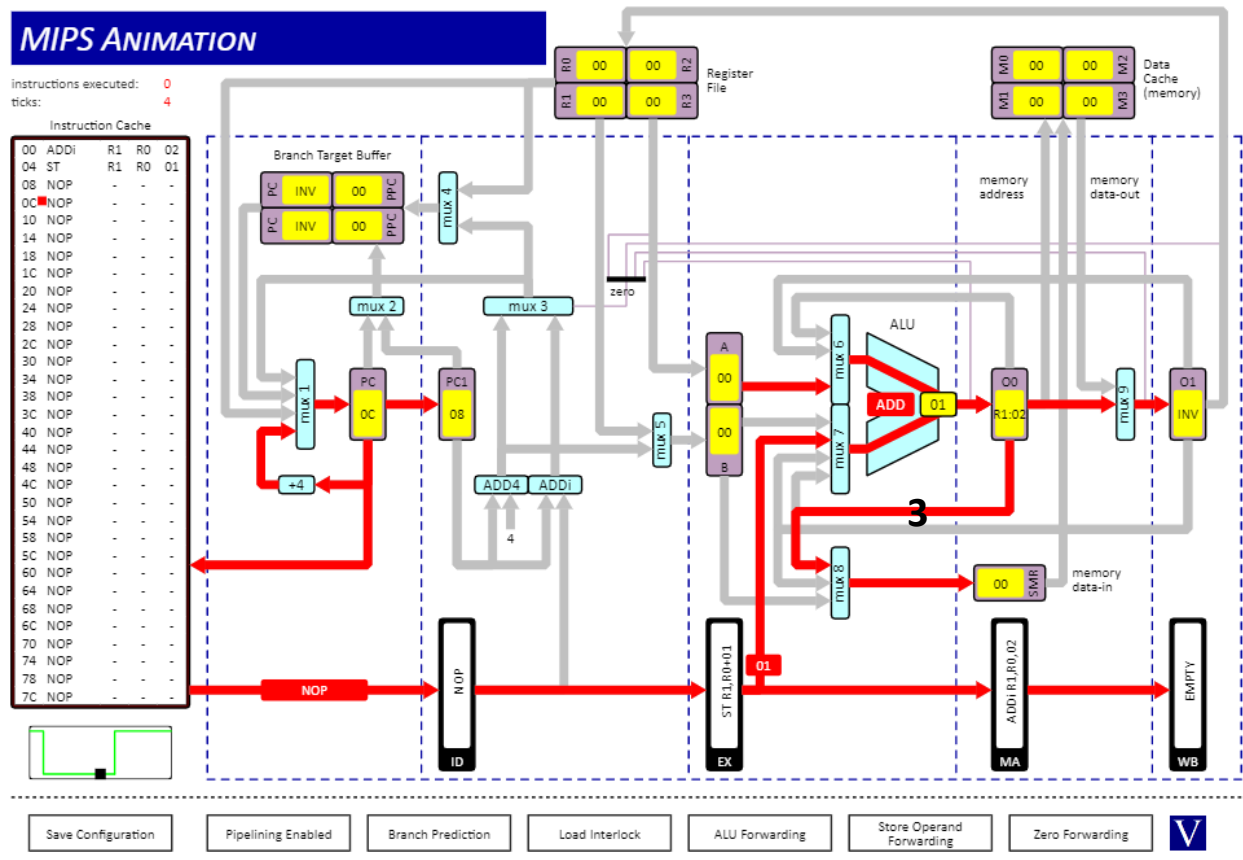 MIPS ANIMATION
instructions executed: 0
ticks: 4
Instruction Cache
00 ADDi R1 R0 02
04 ST R1 R0 01
08 NOP - - -
0C NOP - - -
10 NOP - - -
14 NOP - - -
18 NOP - - -
1C NOP - - -
20 NOP - - -
24 NOP - - -
28 NOP - - -
2C NOP - - -
30 NOP - - -
34 NOP - - -
38 NOP - - -
3C NOP - - -
40 NOP - - -
44 NOP - - -
48 NOP - - -
4C NOP - - -
50 NOP - - -
54 NOP - - -
58 NOP - - -
5C NOP - - -
60 NOP - - -
64 NOP - - -
68 NOP - - -
6C NOP - - -
70 NOP - - -
74 NOP - - -
78 NOP - - -
7C NOP - - -
R0 00 00 R2
R1 00 00 R3
Register
File
M0 00 00 M2
M1 00 00 M3
Data
Cache
(memory)
Branch Target Buffer
PC INV 00 PPC
PC INV 00 PPC
mux 4
memory
address
memory
data-out
zero
mux 2
mux 3
mux 1
PC
0C
PC1
08
+4
ADD4
ADDi
4
mux 5
A
00
00
B
mux 6
mux 7
ALU
ADD
01
O0
R1:02
mux 9
O1
INV
3
mux 8
00 SMR
memory
data-in
01
NOP
NOP
ID
ST R1,R0+01
EX
ADDi R1,R0,02
MA
EMPTY
WB
Save Configuration
Pipelining Enabled
Branch Prediction
Load Interlock
ALU Forwarding
Store Operand
Forwarding
Zero Forwarding
V